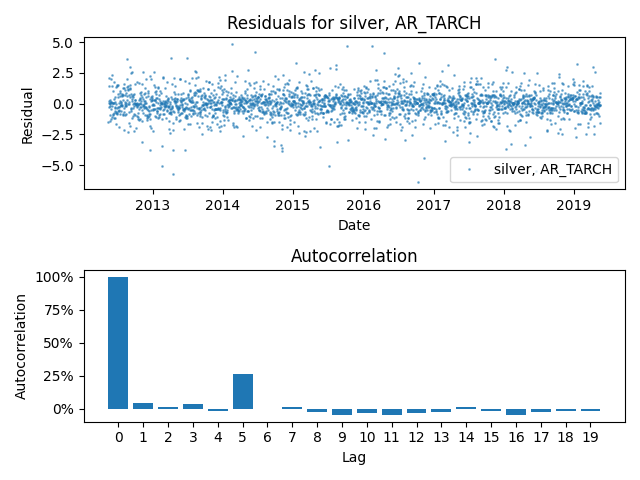 Residuals for silver, AR_TARCH
5.0
2.5
0.0
−2.5
−5.0
Residual
silver, AR_TARCH
2013 2014 2015 2016 2017 2018 2019
Date
Autocorrelation
100%
75%
50%
25%
0%
Autocorrelation
0 1 2 3 4 5 6 7 8 9 10 11 12 13 14 15 16 17 18 19
Lag